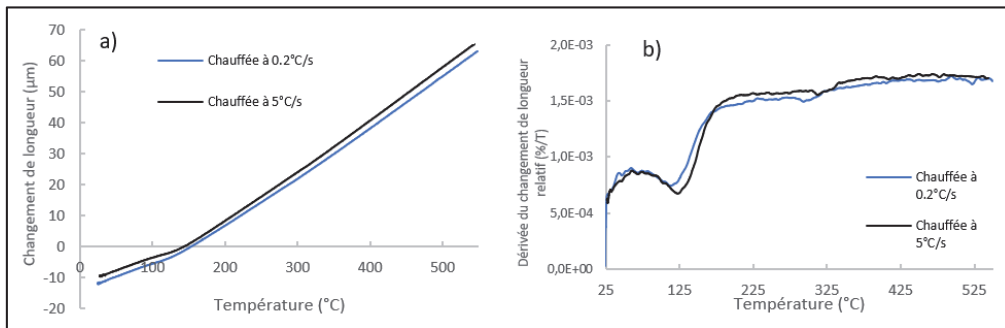 a)
Chauffée à 0.2°C/s
Chauffée à 5°C/s
Changement de longueur (µm)
70
60
50
40
30
20
10
0
-10
-20
0
100
200
300
400
500
Température (°C)
b)
Dérivée du changement de longueur
relatif (%/T)
2,0E-03
1,5E-03
1,0E-03
5,0E-04
0,0E+00
25
125
225
325
425
525
Température (°C)
Chauffée à
0.2°C/s
Chauffée à
5°C/s